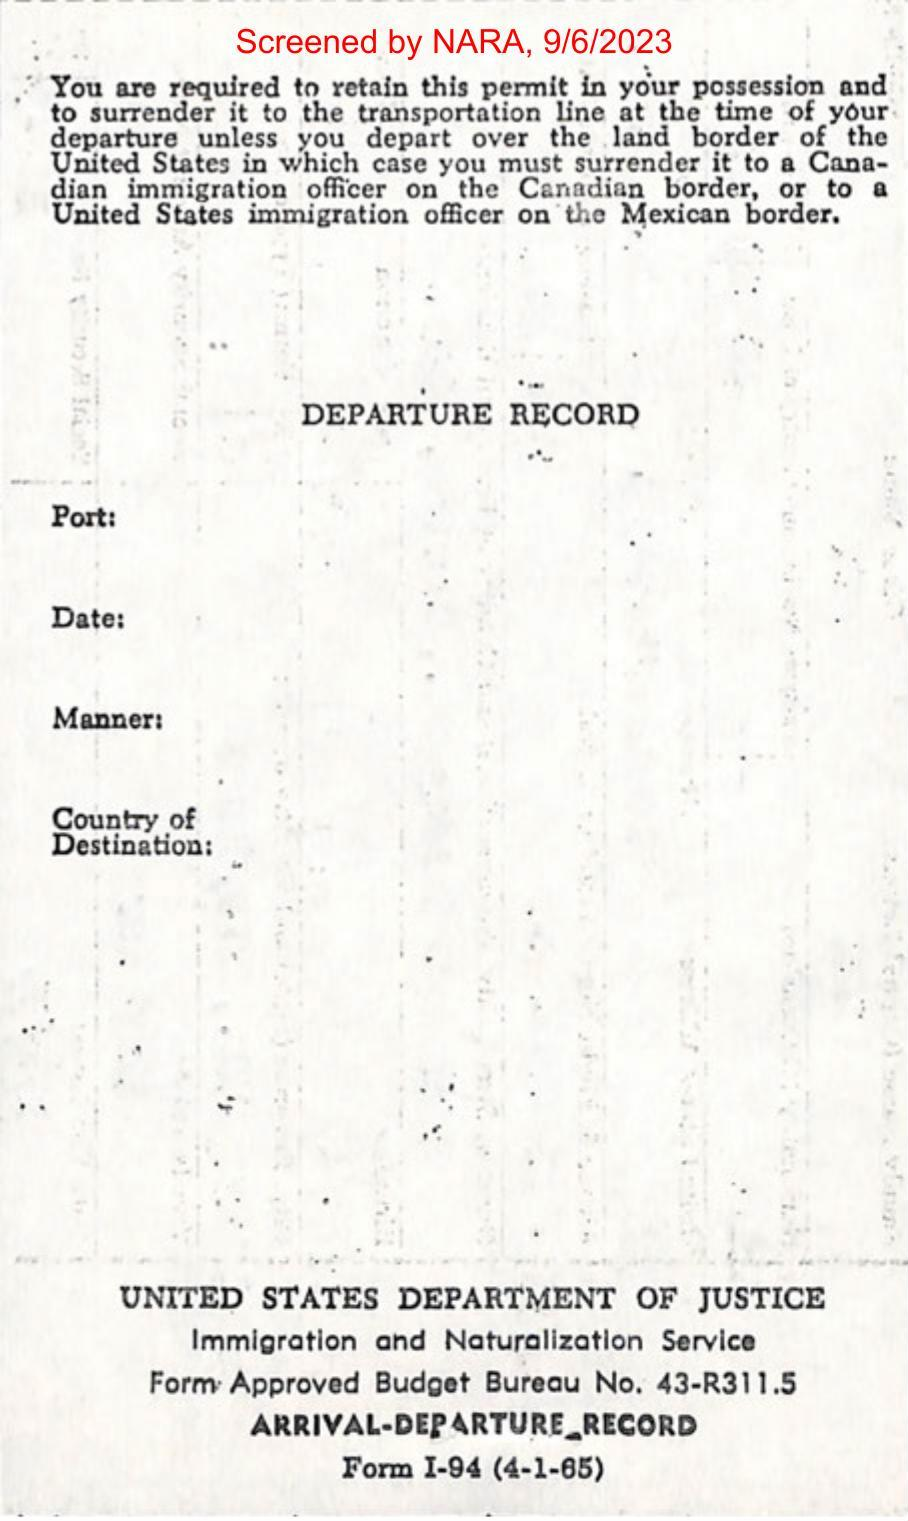 Screened by NARA, 9/6/2023
You are required to retain this permit in your possession and
to surrender it to the transportation line at the time of your
departure unless you depart over the land border of the
United States in which case you must surrender it to a Cana-
dian immigration officer on the Canadian border, or to a
United States immigration officer on the Mexican border.
DEPARTURE RECORD
Port:
Date:
Manner:
Country of
Destination:
UNITED STATES DEPARTMENT OF JUSTICE
Immigration and Naturalization Service
Form Approved Budget Bureau No. 43-R311.5
ARRIVAL-DEPARTURE RECORD
Form I-94 (4-1-65)